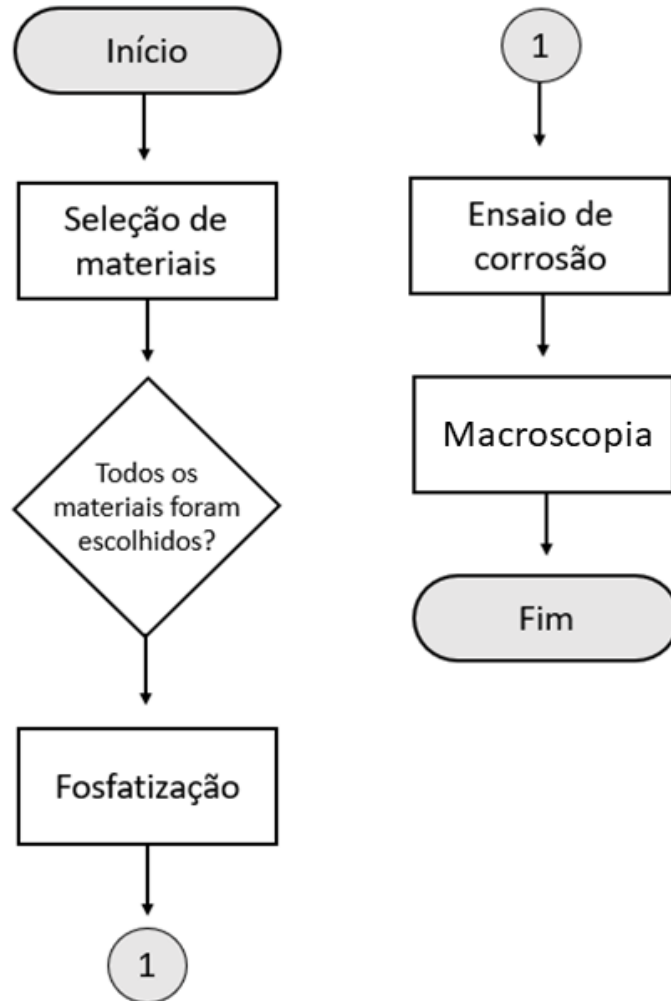 Início
Seleção de
materiais
Todos os
materiais foram
escolhidos?
Fosfatização
1
1
Ensaio de
corrosão
Macroscopia
Fim